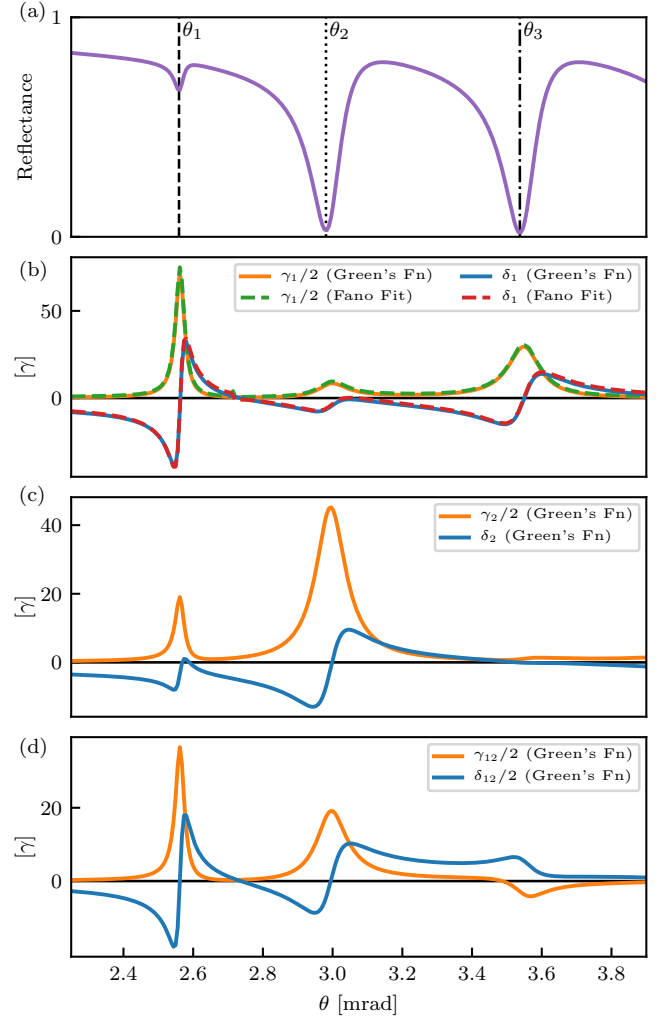 (a)
1
θ1
θ2
θ3
Reflectance
0
(b)
γ1/2 (Green's Fn)
γ1/2 (Fano Fit)
δ1 (Green's Fn)
δ1 (Fano Fit)
50
0
[γ]
(c)
γ2/2 (Green's Fn)
δ2 (Green's Fn)
40
20
0
[γ]
(d)
γ12/2 (Green's Fn)
δ12/2 (Green's Fn)
20
0
[γ]
2.4 2.6 2.8 3.0 3.2 3.4 3.6 3.8
θ [mrad]